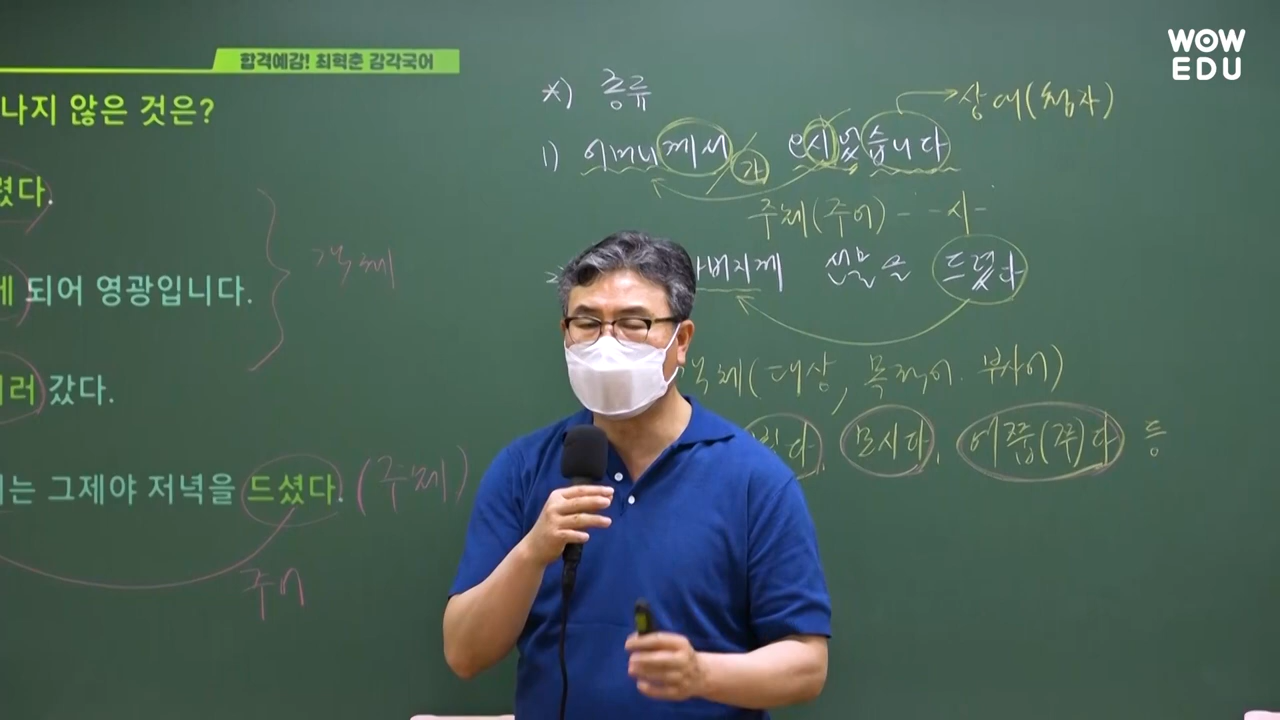 WOW
EDU
합격예감! 최혁춘 감각국어
나지 않은 것은?
렸다.
에 되어 영광입니다.
러 갔다.
는 그제야 저녁을 드셨다. (주체)
주어
객체
*) 종류
상대(청자)
1) 어머니께서 오시었습니다
가
주체(주어) - - 시 -
버지께 선물을 드렸다
객체(대상, 목적어. 부사어)
다, 모시다, 여쭙(쭈)다 등